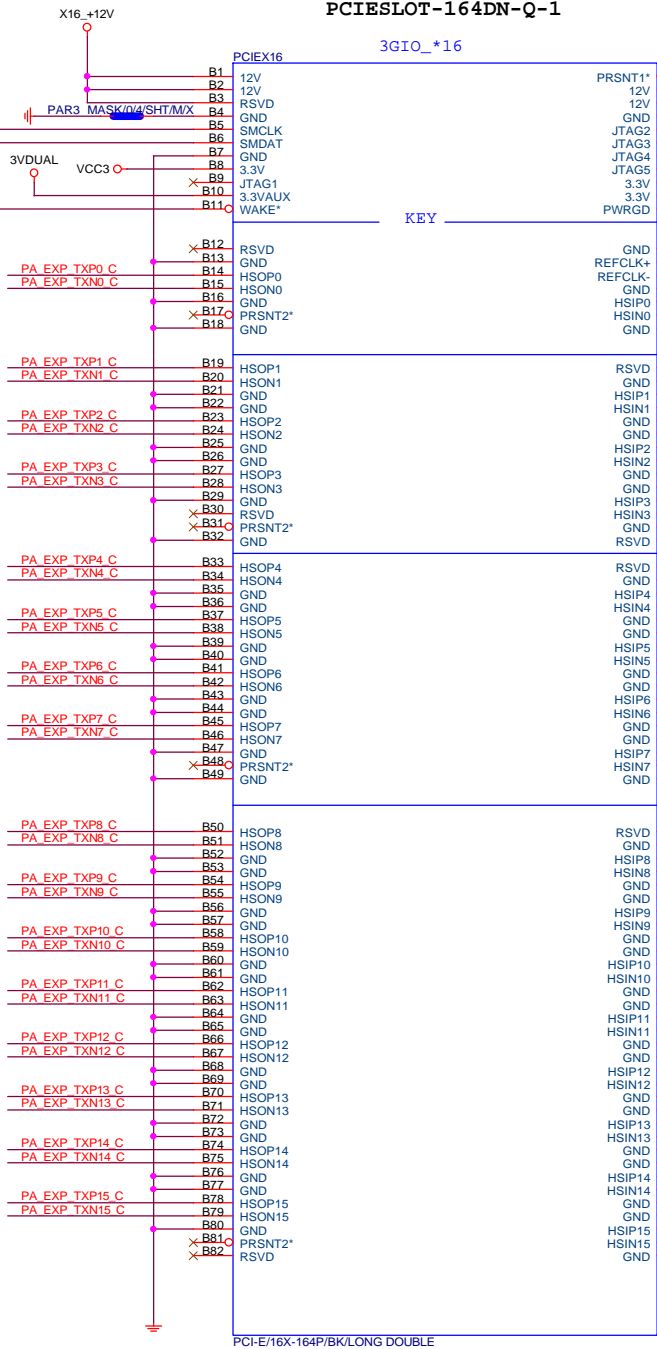 PCIESLOT-164DN-Q-1
X16_+12V
3GIO_*16
PCIEX16
B1 12V PRSNT1*
B2 12V 12V
B3 RSVD 12V
PAR3 MASK/0/4/SHT/M/X B4 GND GND
B5 SMCLK JTAG2
B6 SMDAT JTAG3
B7 GND JTAG4
3VDUAL VCC3 B8 3.3V JTAG5
B9 JTAG1 3.3V
B10 3.3VAUX 3.3V
B11 WAKE* PWRGD
KEY
B12 RSVD GND
B13 GND REFCLK+
PA_EXP_TXP0_C B14 HSOP0 REFCLK-
PA_EXP_TXN0_C B15 HSON0 GND
B16 GND HSIP0
B17 PRSNT2* HSIN0
B18 GND GND
PA_EXP_TXP1_C B19 HSOP1 RSVD
PA_EXP_TXN1_C B20 HSON1 GND
B21 GND HSIP1
B22 GND HSIN1
PA_EXP_TXP2_C B23 HSOP2 GND
PA_EXP_TXN2_C B24 HSON2 GND
B25 GND HSIP2
B26 GND HSIN2
PA_EXP_TXP3_C B27 HSOP3 GND
PA_EXP_TXN3_C B28 HSON3 GND
B29 GND HSIP3
B30 RSVD HSIN3
B31 PRSNT2* GND
B32 GND RSVD
PA_EXP_TXP4_C B33 HSOP4 RSVD
PA_EXP_TXN4_C B34 HSON4 GND
B35 GND HSIP4
B36 GND HSIN4
PA_EXP_TXP5_C B37 HSOP5 GND
PA_EXP_TXN5_C B38 HSON5 GND
B39 GND HSIP5
B40 GND HSIN5
PA_EXP_TXP6_C B41 HSOP6 GND
PA_EXP_TXN6_C B42 HSON6 GND
B43 GND HSIP6
B44 GND HSIN6
PA_EXP_TXP7_C B45 HSOP7 GND
PA_EXP_TXN7_C B46 HSON7 GND
B47 GND HSIP7
B48 PRSNT2* HSIN7
B49 GND GND
PA_EXP_TXP8_C B50 HSOP8 RSVD
PA_EXP_TXN8_C B51 HSON8 GND
B52 GND HSIP8
B53 GND HSIN8
PA_EXP_TXP9_C B54 HSOP9 GND
PA_EXP_TXN9_C B55 HSON9 GND
B56 GND HSIP9
B57 GND HSIN9
PA_EXP_TXP10_C B58 HSOP10 GND
PA_EXP_TXN10_C B59 HSON10 GND
B60 GND HSIP10
B61 GND HSIN10
PA_EXP_TXP11_C B62 HSOP11 GND
PA_EXP_TXN11_C B63 HSON11 GND
B64 GND HSIP11
B65 GND HSIN11
PA_EXP_TXP12_C B66 HSOP12 GND
PA_EXP_TXN12_C B67 HSON12 GND
B68 GND HSIP12
B69 GND HSIN12
PA_EXP_TXP13_C B70 HSOP13 GND
PA_EXP_TXN13_C B71 HSON13 GND
B72 GND HSIP13
B73 GND HSIN13
PA_EXP_TXP14_C B74 HSOP14 GND
PA_EXP_TXN14_C B75 HSON14 GND
B76 GND HSIP14
B77 GND HSIN14
PA_EXP_TXP15_C B78 HSOP15 GND
PA_EXP_TXN15_C B79 HSON15 GND
B80 GND HSIP15
B81 PRSNT2* HSIN15
B82 RSVD GND
PCI-E/16X-164P/BK/LONG DOUBLE